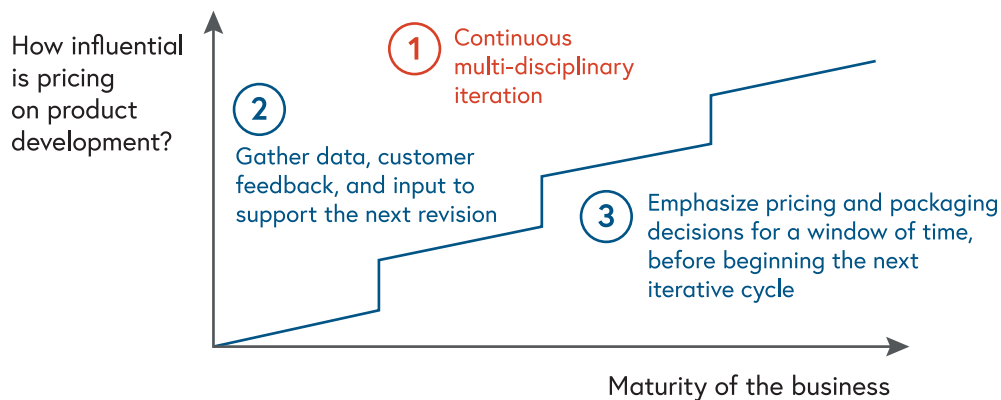 How influential
is pricing
on product
development?
1 Continuous
multi-disciplinary
iteration
2
Gather data, customer
feedback, and input to
support the next revision
3 Emphasize pricing and packaging
decisions for a window of time,
before beginning the next
iterative cycle
Maturity of the business